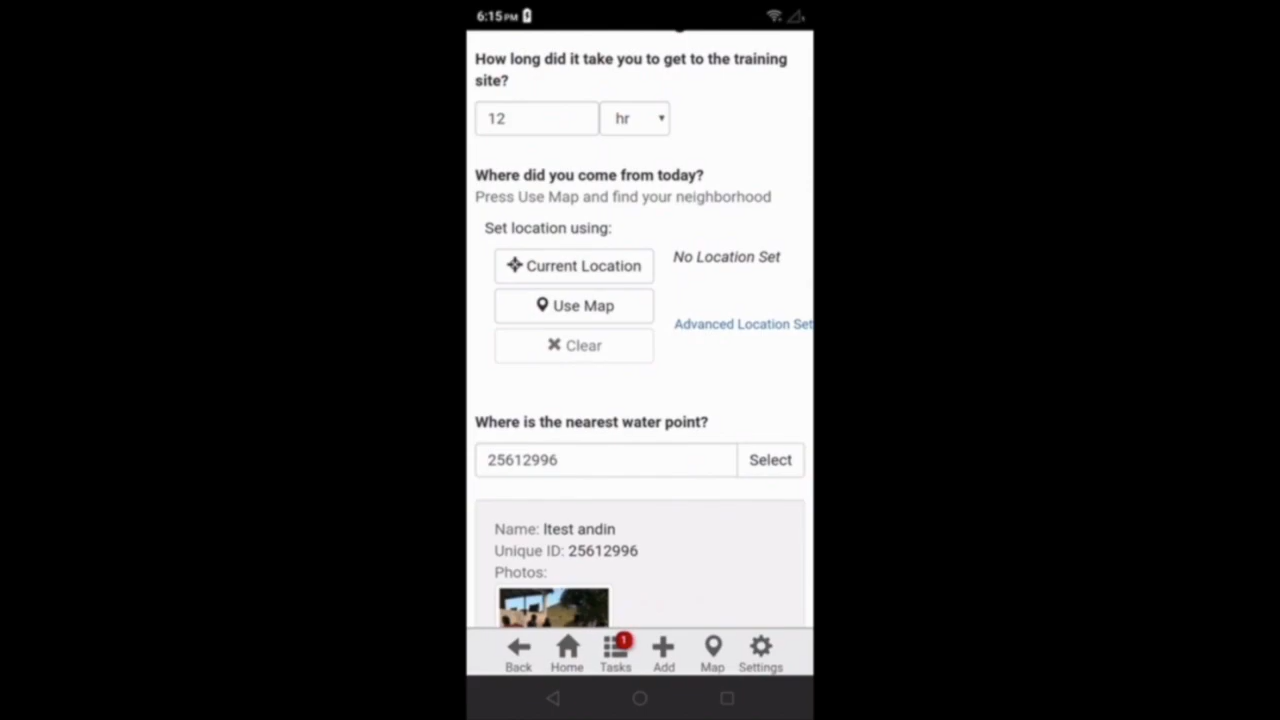 6:15 PM
How long did it take you to get to the training
site?
12
hr
Where did you come from today?
Press Use Map and find your neighborhood
Set location using:
Current Location
No Location Set
Use Map
Advanced Location Set
Clear
Where is the nearest water point?
25612996
Select
Name: ltest andin
Unique ID: 25612996
Photos:
1
Back
Home
Tasks
Add
Map
Settings